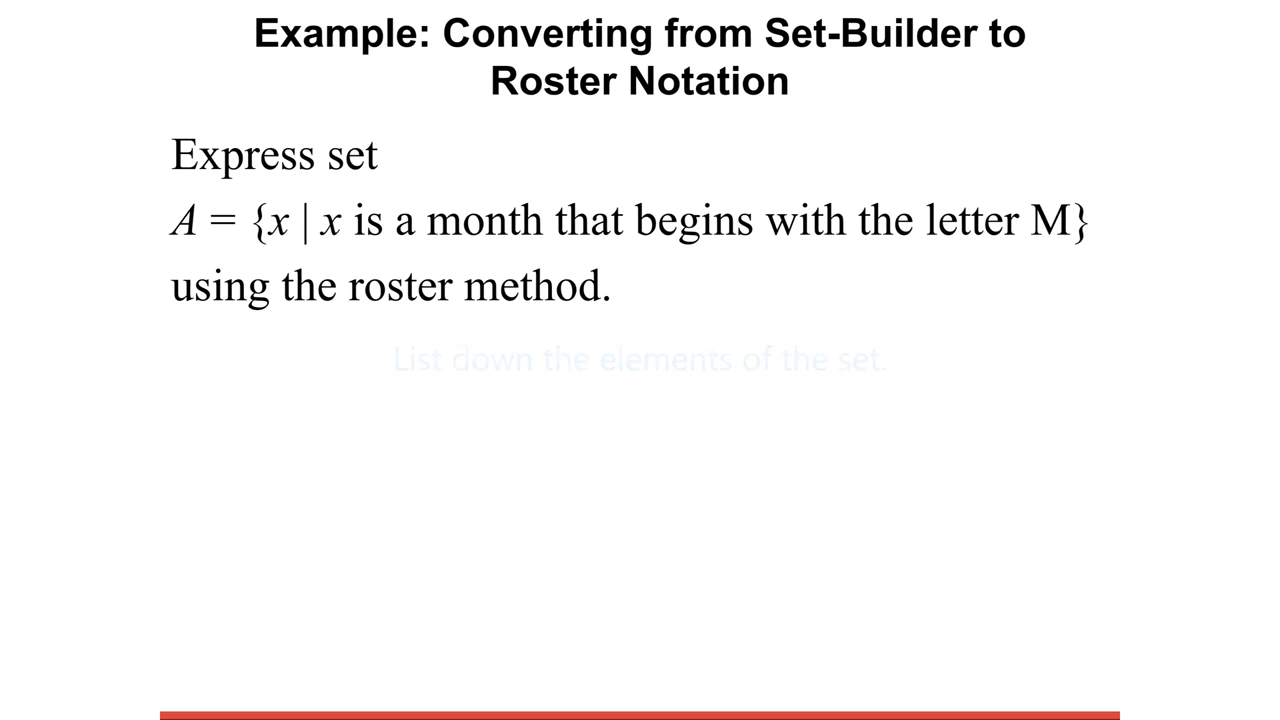 Example: Converting from Set-Builder to
Roster Notation
Express set
A = {x | x is a month that begins with the letter M}
using the roster method.
List down the elements of the set.